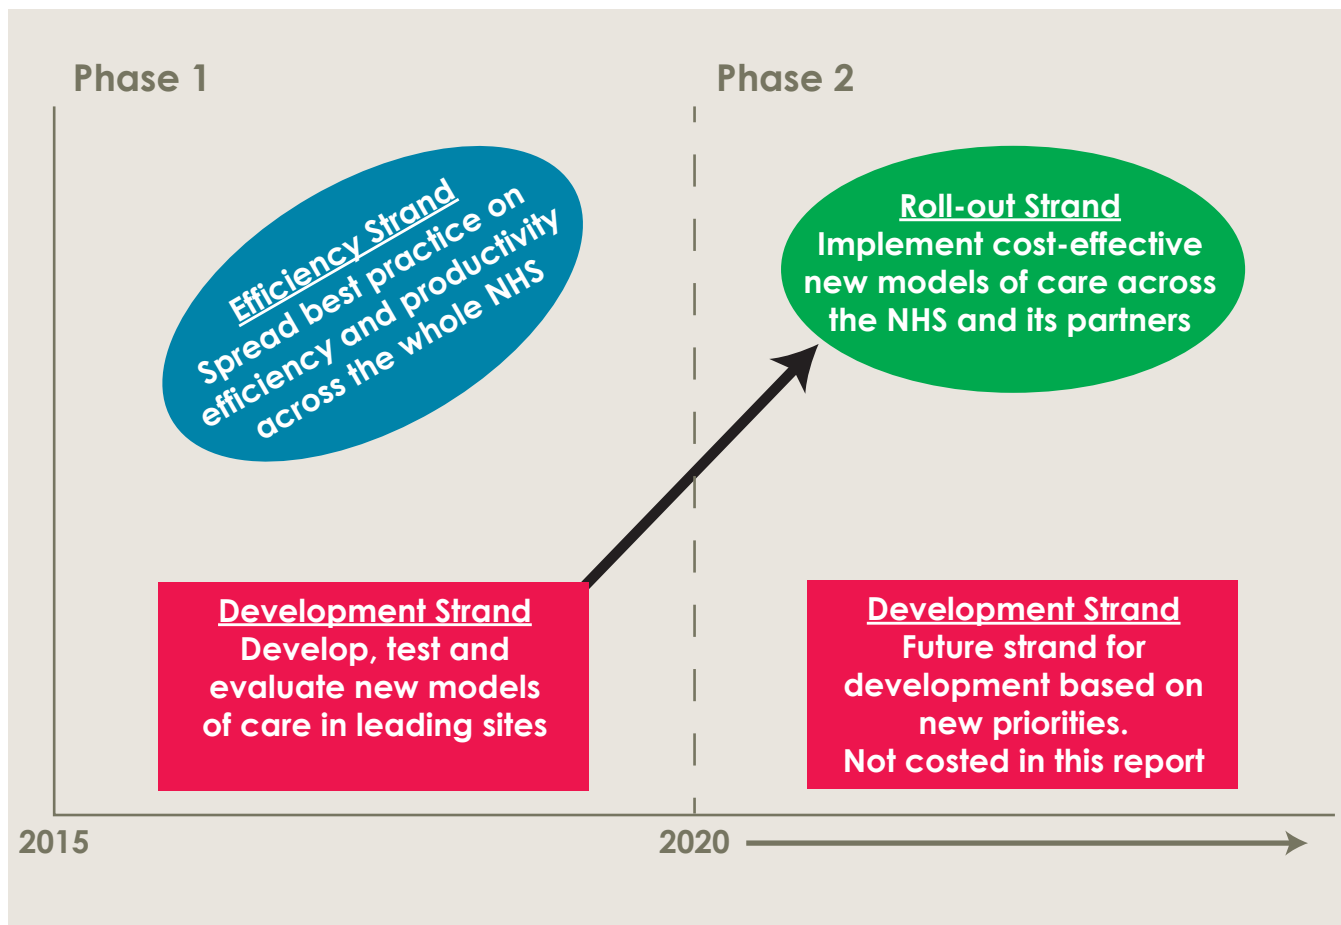 Phase 1
Phase 2
Efficiency Strand
Spread best practice on
efficiency and productivity
across the whole NHS
Roll-out Strand
Implement cost-effective
new models of care across
the NHS and its partners
Development Strand
Develop, test and
evaluate new models
of care in leading sites
Development Strand
Future strand for
development based on
new priorities.
Not costed in this report
2015
2020